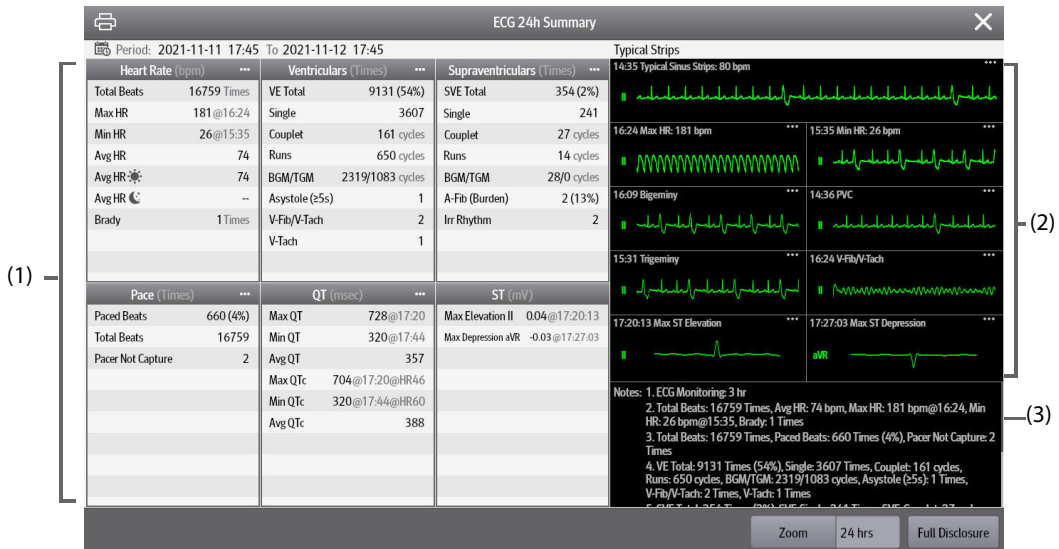 ECG 24h Summary
Period: 2021-11-11 17:45 To 2021-11-12 17:45
Heart Rate (bpm) •••
Total Beats 16759 Times
Max HR 181@16:24
Min HR 26@15:35
Avg HR 74
Avg HR 74
Avg HR --
Brady 1 Times
Ventriculars (Times) •••
VE Total 9131 (54%)
Single 3607
Couplet 161 cycles
Runs 650 cycles
BGM/TGM 2319/1083 cycles
Asystole (≥5s) 1
V-Fib/V-Tach 2
V-Tach 1
Supraventriculars (Times) •••
SVE Total 354 (2%)
Single 241
Couplet 27 cycles
Runs 14 cycles
BGM/TGM 28/0 cycles
A-Fib (Burden) 2 (13%)
Irr Rhythm 2
Pace (Times) •••
Paced Beats 660 (4%)
Total Beats 16759
Pacer Not Capture 2
QT (msec) •••
Max QT 728@17:20
Min QT 320@17:44
Avg QT 357
Max QTc 704@17:20@HR46
Min QTc 320@17:44@HR60
Avg QTc 388
ST (mV)
Max Elevation II 0.04@17:20:13
Max Depression aVR -0.03@17:27:03
Typical Strips
14:35 Typical Sinus Strips: 80 bpm •••
II
16:24 Max HR: 181 bpm •••
II
15:35 Min HR: 26 bpm •••
II
16:09 Bigeminy •••
II
14:36 PVC •••
II
15:31 Trigeminy •••
II
16:24 V-Fib/V-Tach •••
II
17:20:13 Max ST Elevation •••
II
17:27:03 Max ST Depression •••
aVR
Notes: 1. ECG Monitoring: 3 hr
2. Total Beats: 16759 Times, Avg HR: 74 bpm, Max HR: 181 bpm@16:24, Min
HR: 26 bpm@15:35, Brady: 1 Times
3. Total Beats: 16759 Times, Paced Beats: 660 Times (4%), Pacer Not Capture: 2
Times
4. VE Total: 9131 Times (54%), Single: 3607 Times, Couplet: 161 cycles,
Runs: 650 cycles, BGM/TGM: 2319/1083 cycles, Asystole (≥5s): 1 Times,
V-Fib/V-Tach: 2 Times, V-Tach: 1 Times
Zoom 24 hrs Full Disclosure
(1)
(2)
(3)